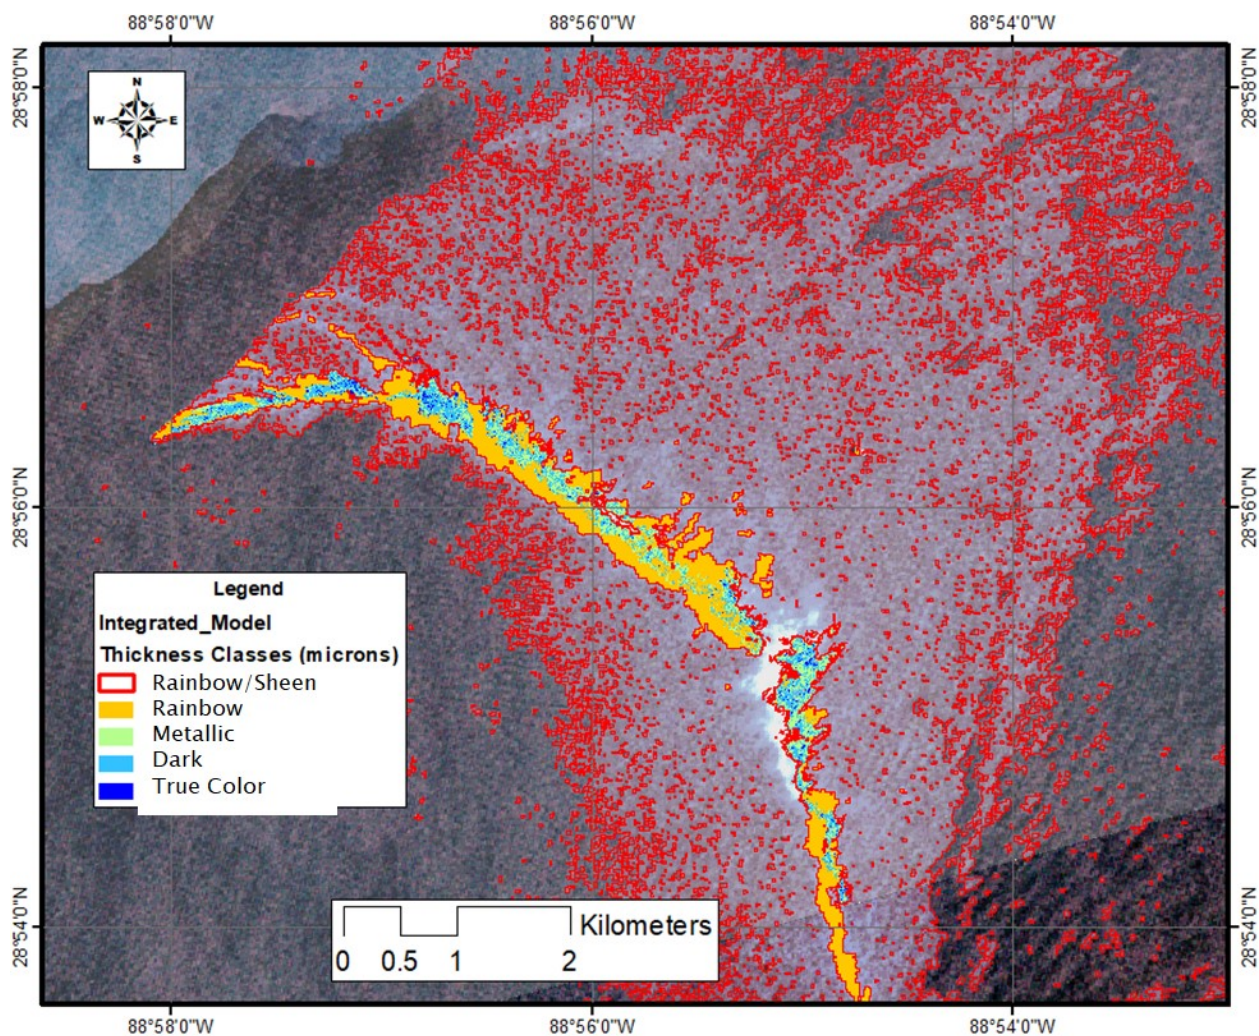 88°58'0"W 88°56'0"W 88°54'0"W
28°58'0"N 28°58'0"N
N
W E
S
28°56'0"N 28°56'0"N
Legend
Integrated_Model
Thickness Classes (microns)
Rainbow/Sheen
Rainbow
Metallic
Dark
True Color
28°54'0"N 28°54'0"N
Kilometers
0 0.5 1 2
88°58'0"W 88°56'0"W 88°54'0"W